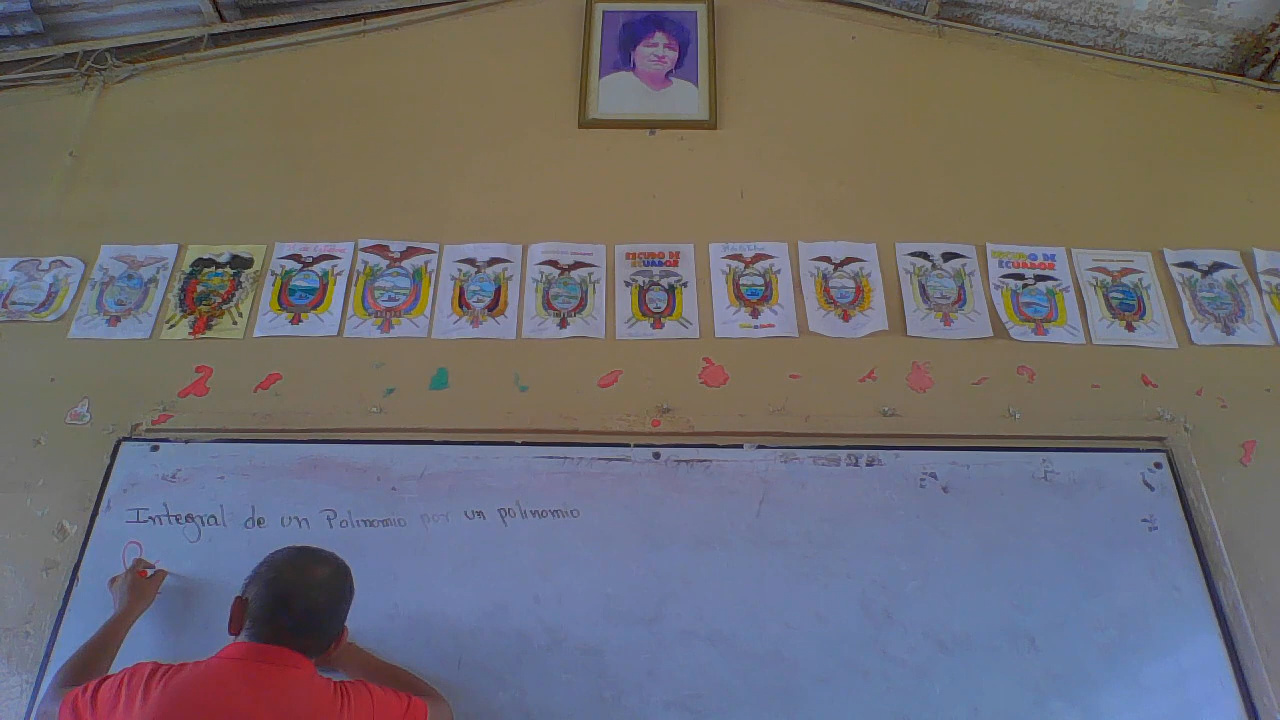 ESCUDO DE
ECUADOR
ESCUDO DE
ECUADOR
Integral de un Polinomio por un polinomio